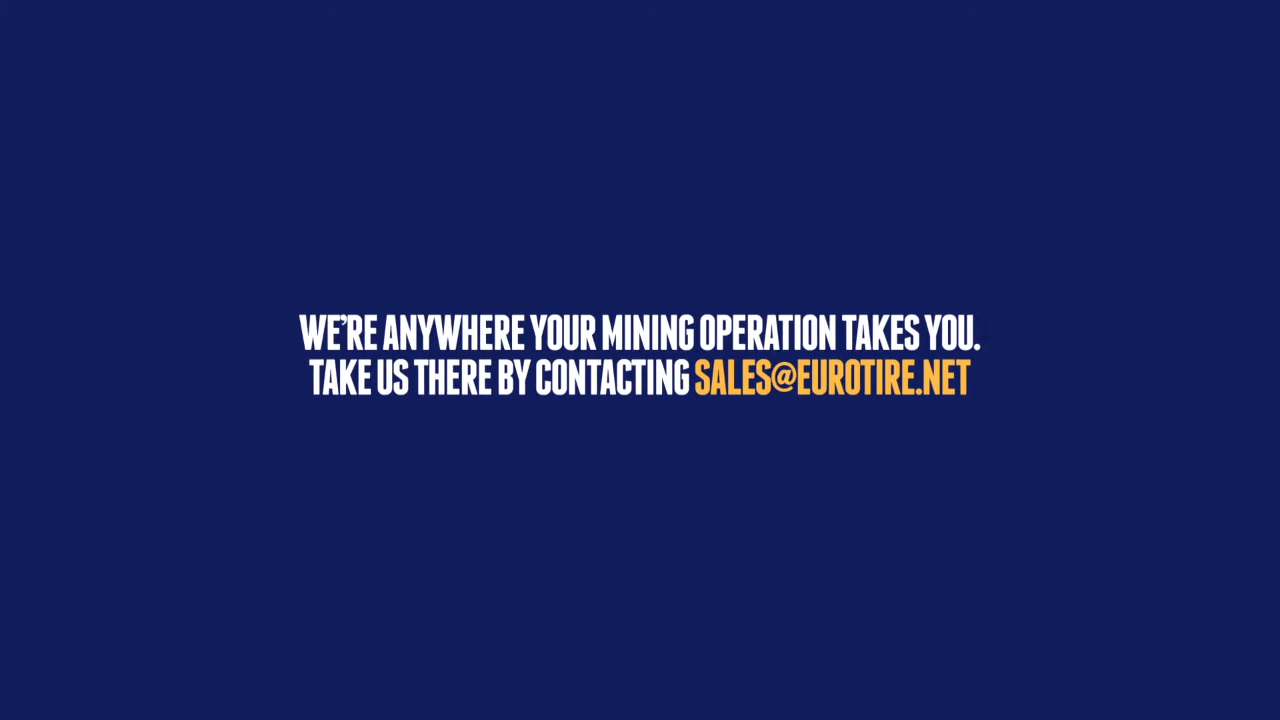 WE'RE ANYWHERE YOUR MINING OPERATION TAKES YOU.
TAKE US THERE BY CONTACTING SALES@EUROTIRE.NET